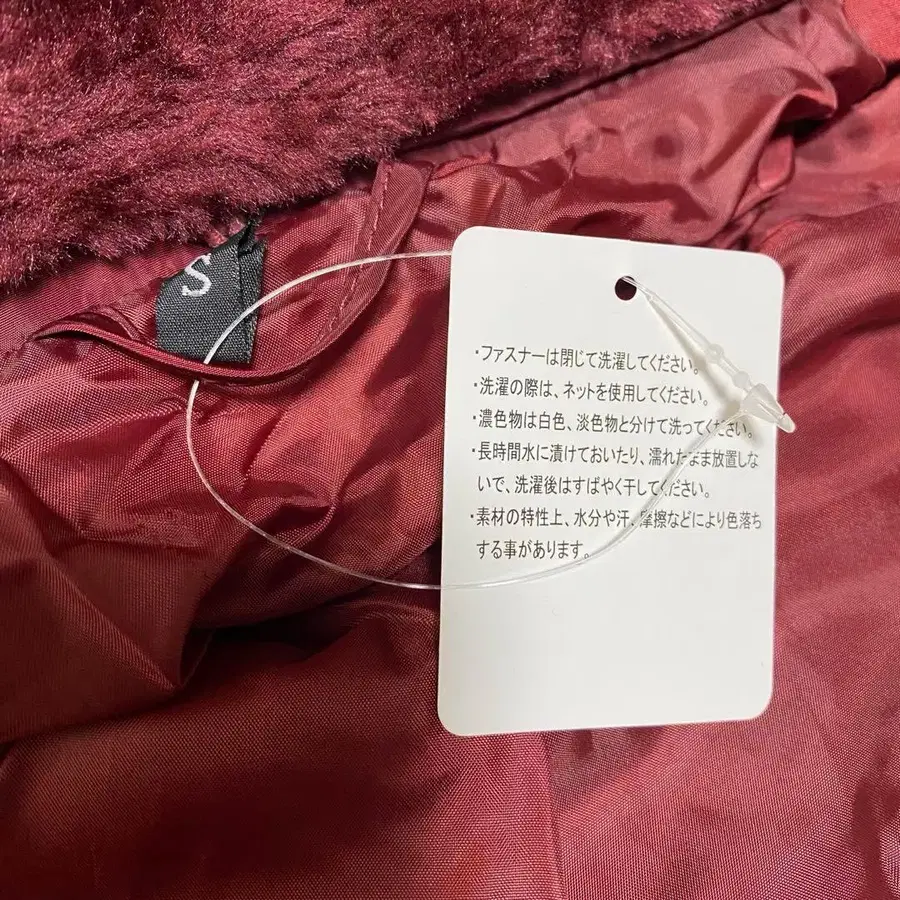 S
・ファスナーは閉じて洗濯してください。
・洗濯の際は、ネットを使用してください。
・濃色物は白色、淡色物と分けて洗ってください。
・長時間水に漬けておいたり、濡れたまま放置しな
いで、洗濯後はすばやく干してください。
・素材の特性上、水分や汗、摩擦などにより色落ち
する事があります。